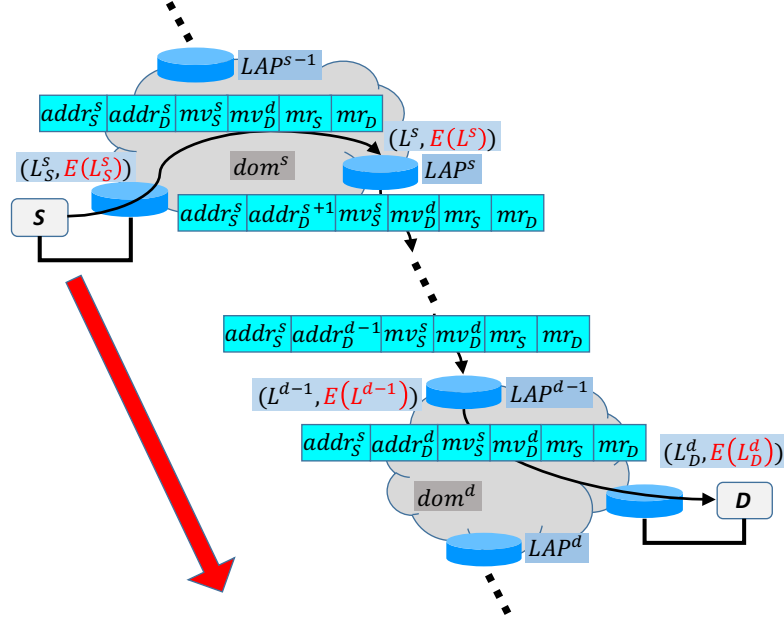 LAP^{s−1}
addr_S^s addr_D^s mv_S^s mv_D^d mr_S mr_D
(L^s, E(L^s))
(L_S^s, E(L_S^s))
dom^s
LAP^s
S
addr_S^s addr_D^{s+1} mv_S^s mv_D^d mr_S mr_D
addr_S^s addr_D^{d−1} mv_S^s mv_D^d mr_S mr_D
(L^{d−1}, E(L^{d−1}))
LAP^{d−1}
addr_S^s addr_D^d mv_S^s mv_D^d mr_S mr_D
(L_D^d, E(L_D^d))
dom^d
D
LAP^d